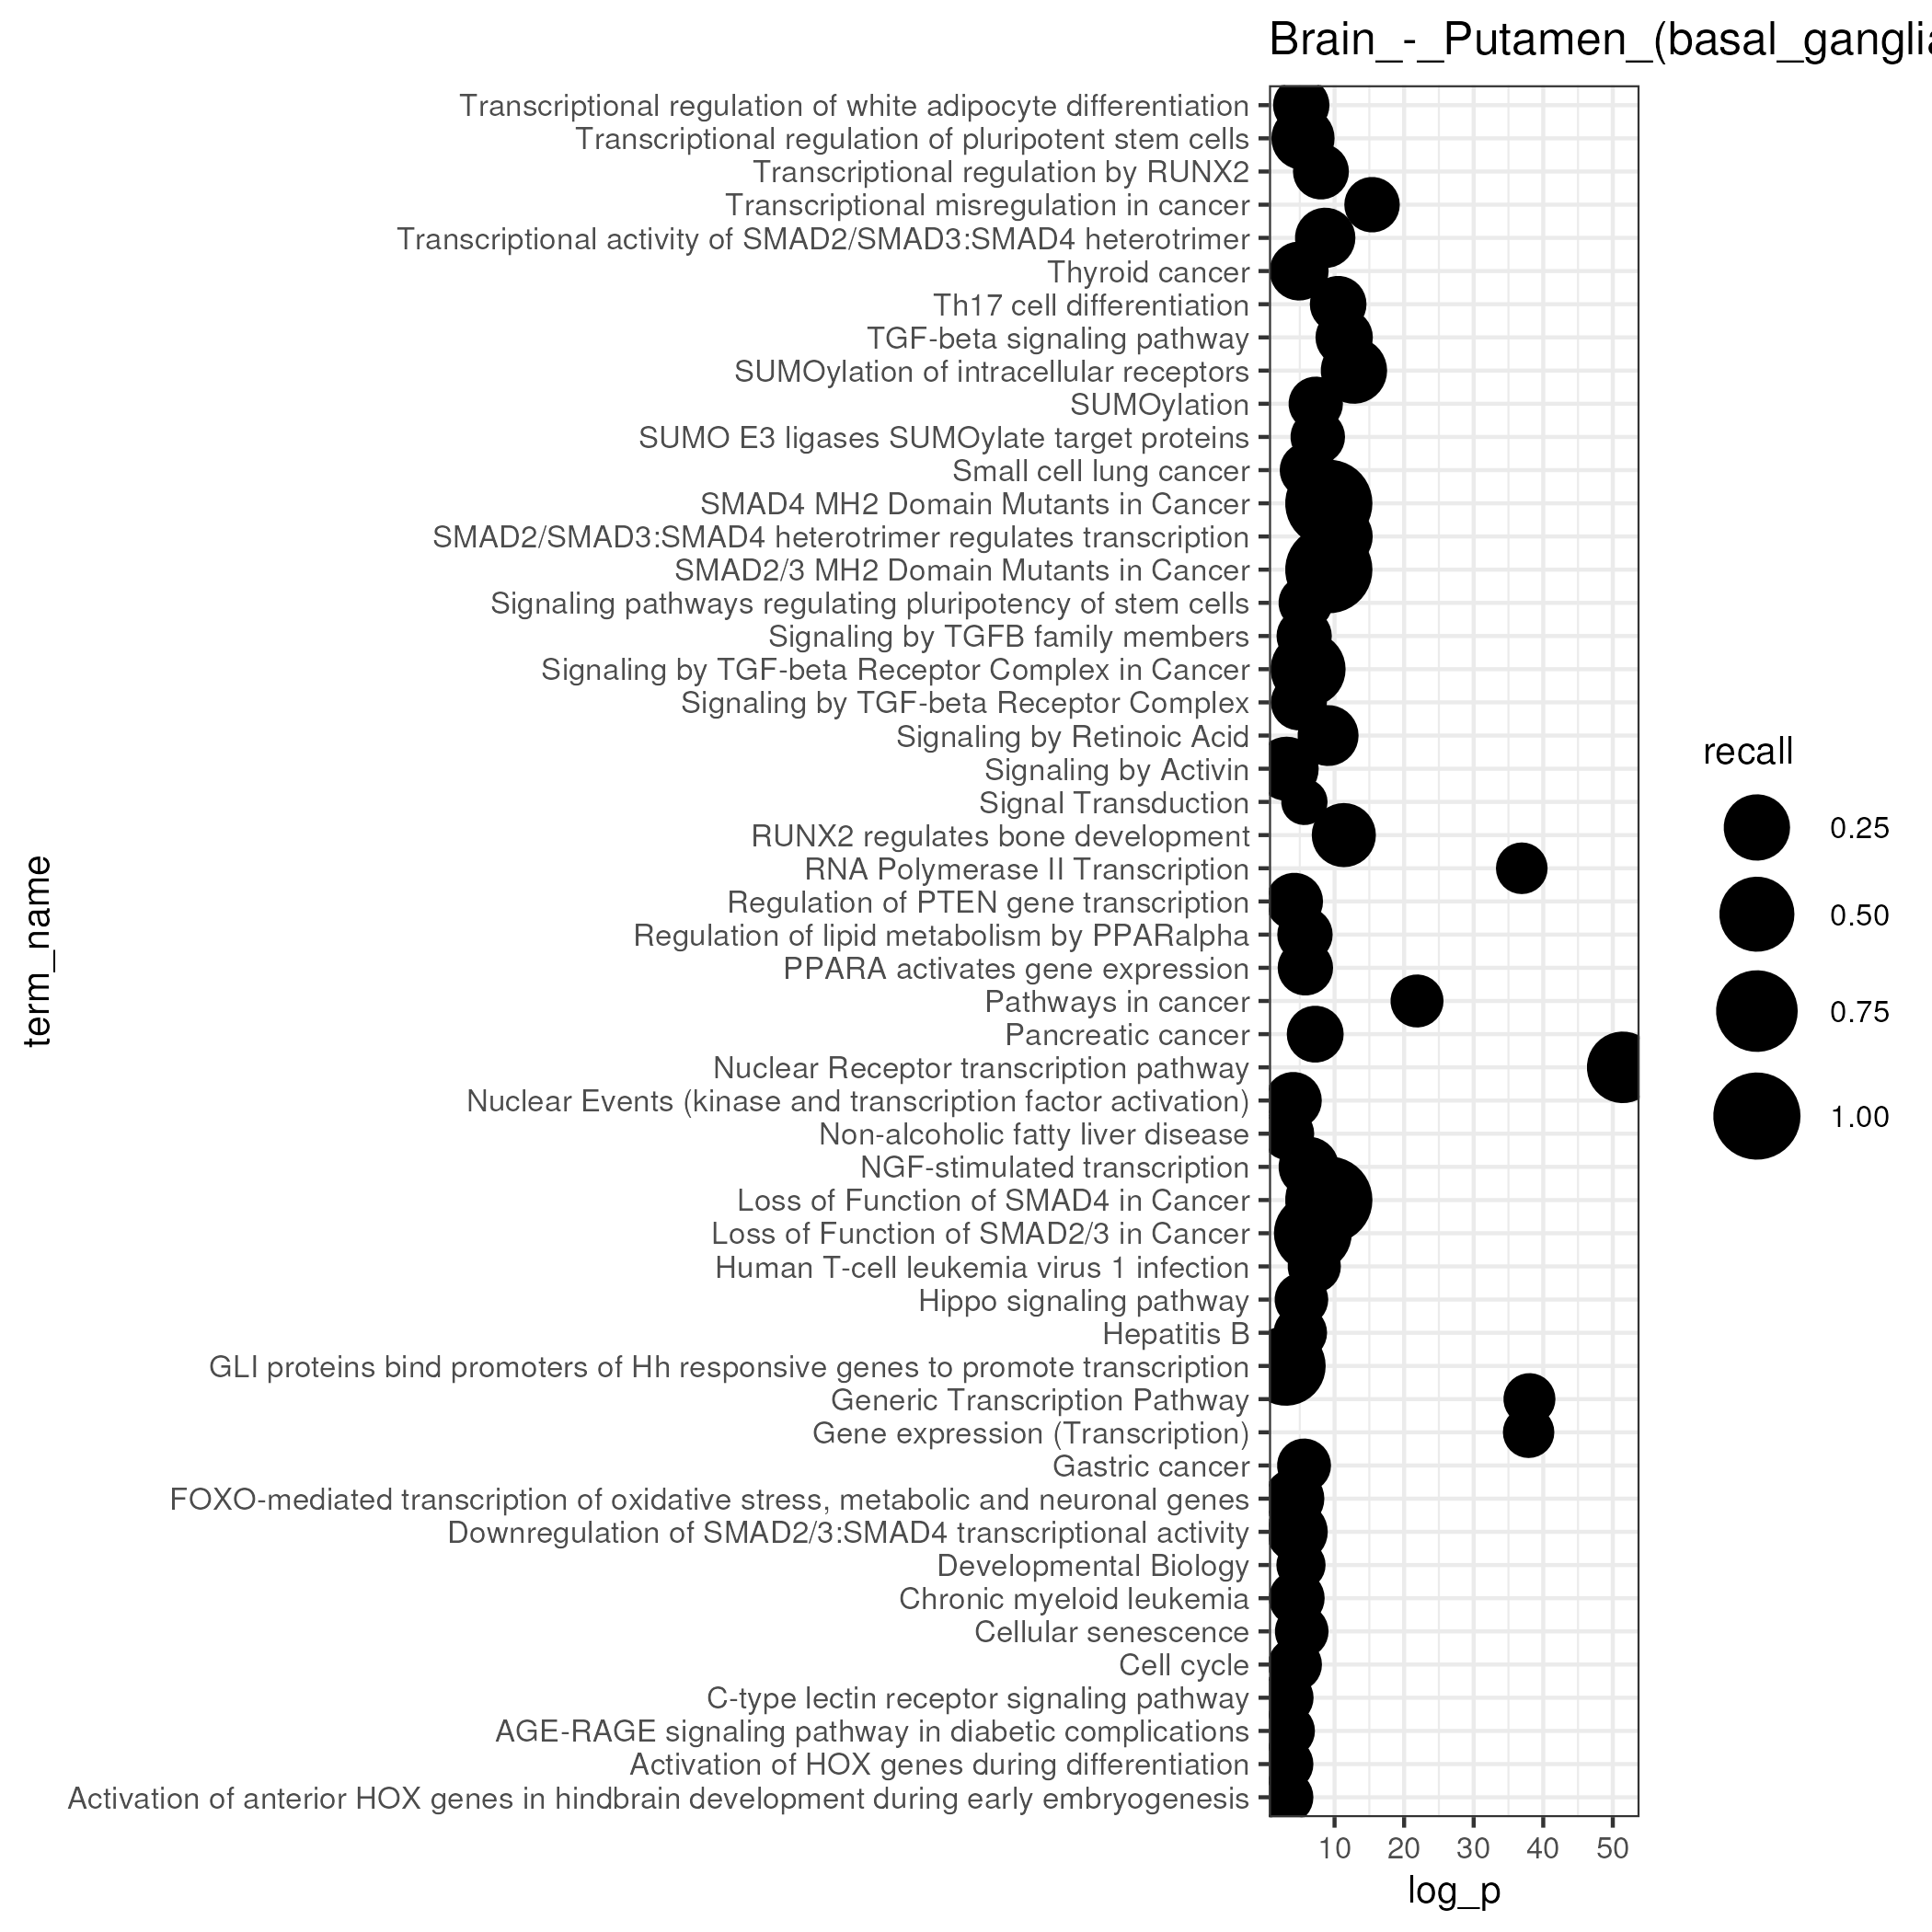 Brain_-_Putamen_(basal_ganglia
Transcriptional regulation of white adipocyte differentiation
Transcriptional regulation of pluripotent stem cells
Transcriptional regulation by RUNX2
Transcriptional misregulation in cancer
Transcriptional activity of SMAD2/SMAD3:SMAD4 heterotrimer
Thyroid cancer
Th17 cell differentiation
TGF-beta signaling pathway
SUMOylation of intracellular receptors
SUMOylation
SUMO E3 ligases SUMOylate target proteins
Small cell lung cancer
SMAD4 MH2 Domain Mutants in Cancer
SMAD2/SMAD3:SMAD4 heterotrimer regulates transcription
SMAD2/3 MH2 Domain Mutants in Cancer
Signaling pathways regulating pluripotency of stem cells
Signaling by TGFB family members
Signaling by TGF-beta Receptor Complex in Cancer
Signaling by TGF-beta Receptor Complex
Signaling by Retinoic Acid
Signaling by Activin
Signal Transduction
RUNX2 regulates bone development
RNA Polymerase II Transcription
Regulation of PTEN gene transcription
Regulation of lipid metabolism by PPARalpha
PPARA activates gene expression
Pathways in cancer
Pancreatic cancer
Nuclear Receptor transcription pathway
Nuclear Events (kinase and transcription factor activation)
Non-alcoholic fatty liver disease
NGF-stimulated transcription
Loss of Function of SMAD4 in Cancer
Loss of Function of SMAD2/3 in Cancer
Human T-cell leukemia virus 1 infection
Hippo signaling pathway
Hepatitis B
GLI proteins bind promoters of Hh responsive genes to promote transcription
Generic Transcription Pathway
Gene expression (Transcription)
Gastric cancer
FOXO-mediated transcription of oxidative stress, metabolic and neuronal genes
Downregulation of SMAD2/3:SMAD4 transcriptional activity
Developmental Biology
Chronic myeloid leukemia
Cellular senescence
Cell cycle
C-type lectin receptor signaling pathway
AGE-RAGE signaling pathway in diabetic complications
Activation of HOX genes during differentiation
Activation of anterior HOX genes in hindbrain development during early embryogenesis
10 20 30 40 50
log_p
term_name
recall
0.25
0.50
0.75
1.00